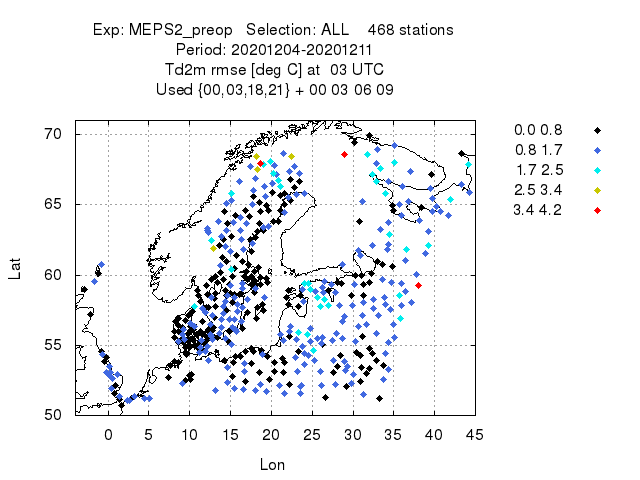 Exp: MEPS2_preop   Selection: ALL    468 stations
Period: 20201204-20201211
Td2m rmse [deg C] at  03 UTC
Used {00,03,18,21} + 00 03 06 09
0.0 0.8
0.8 1.7
1.7 2.5
2.5 3.4
3.4 4.2
70
65
60
55
50
Lat
0 5 10 15 20 25 30 35 40 45
Lon